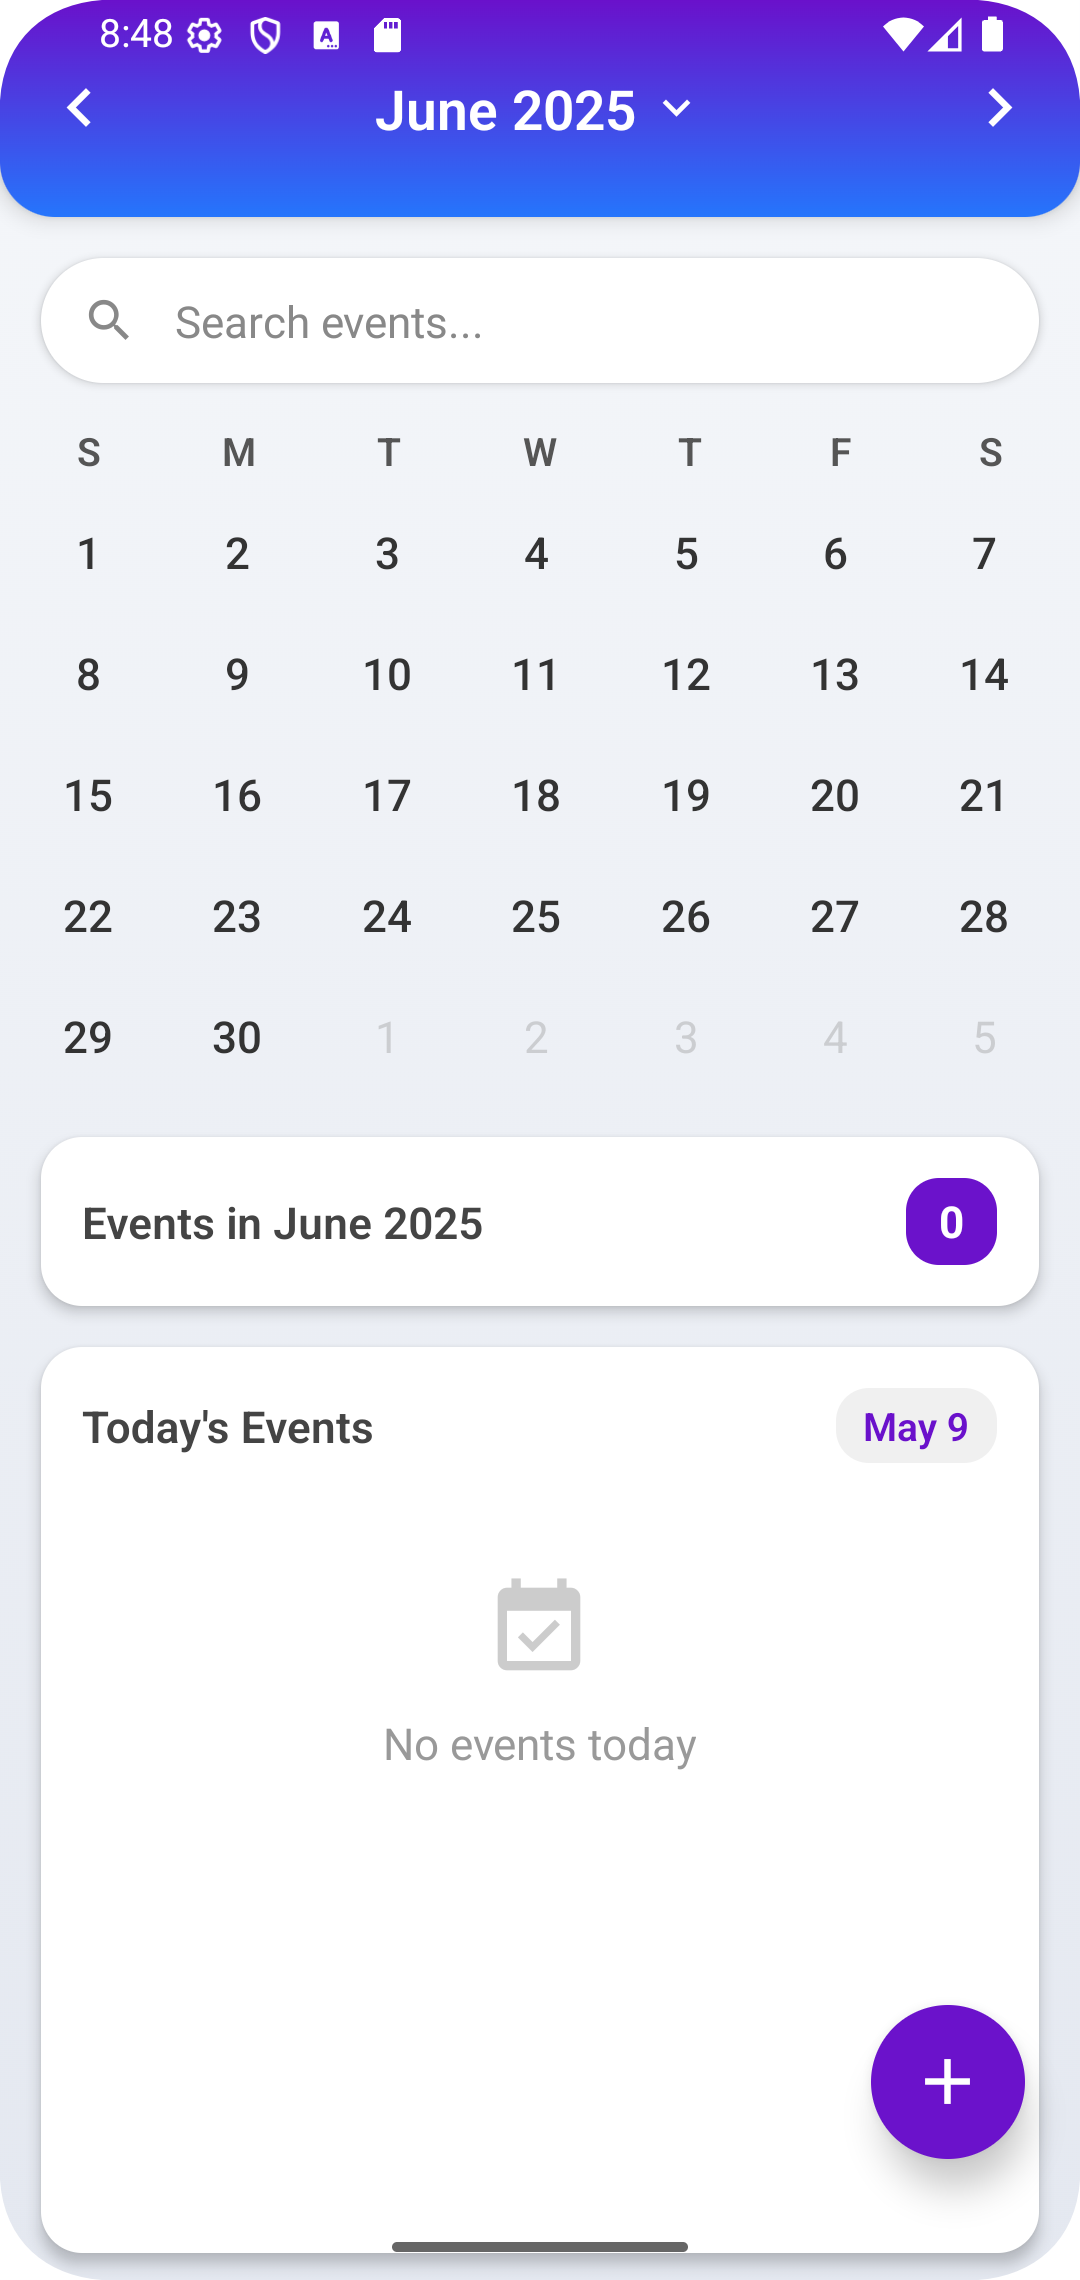 8:48
June 2025
Search events...
S M T W T F S
1 2 3 4 5 6 7
8 9 10 11 12 13 14
15 16 17 18 19 20 21
22 23 24 25 26 27 28
29 30 1 2 3 4 5
Events in June 2025 0
Today's Events May 9
No events today